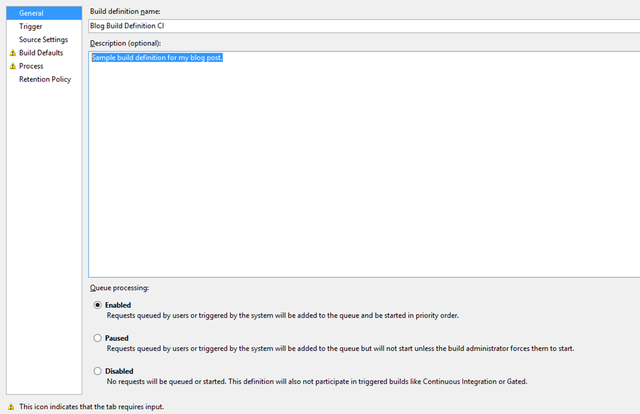 General
Trigger
Source Settings
Build Defaults
Process
Retention Policy
Build definition name:
Blog Build Definition CI
Description (optional):
Sample build definition for my blog post.
Queue processing:
Enabled
Requests queued by users or triggered by the system will be added to the queue and be started in priority order.
Paused
Requests queued by users or triggered by the system will be added to the queue but will not start unless the build administrator forces them to start.
Disabled
No requests will be queued or started. This definition will also not participate in triggered builds like Continuous Integration or Gated.
This icon indicates that the tab requires input.